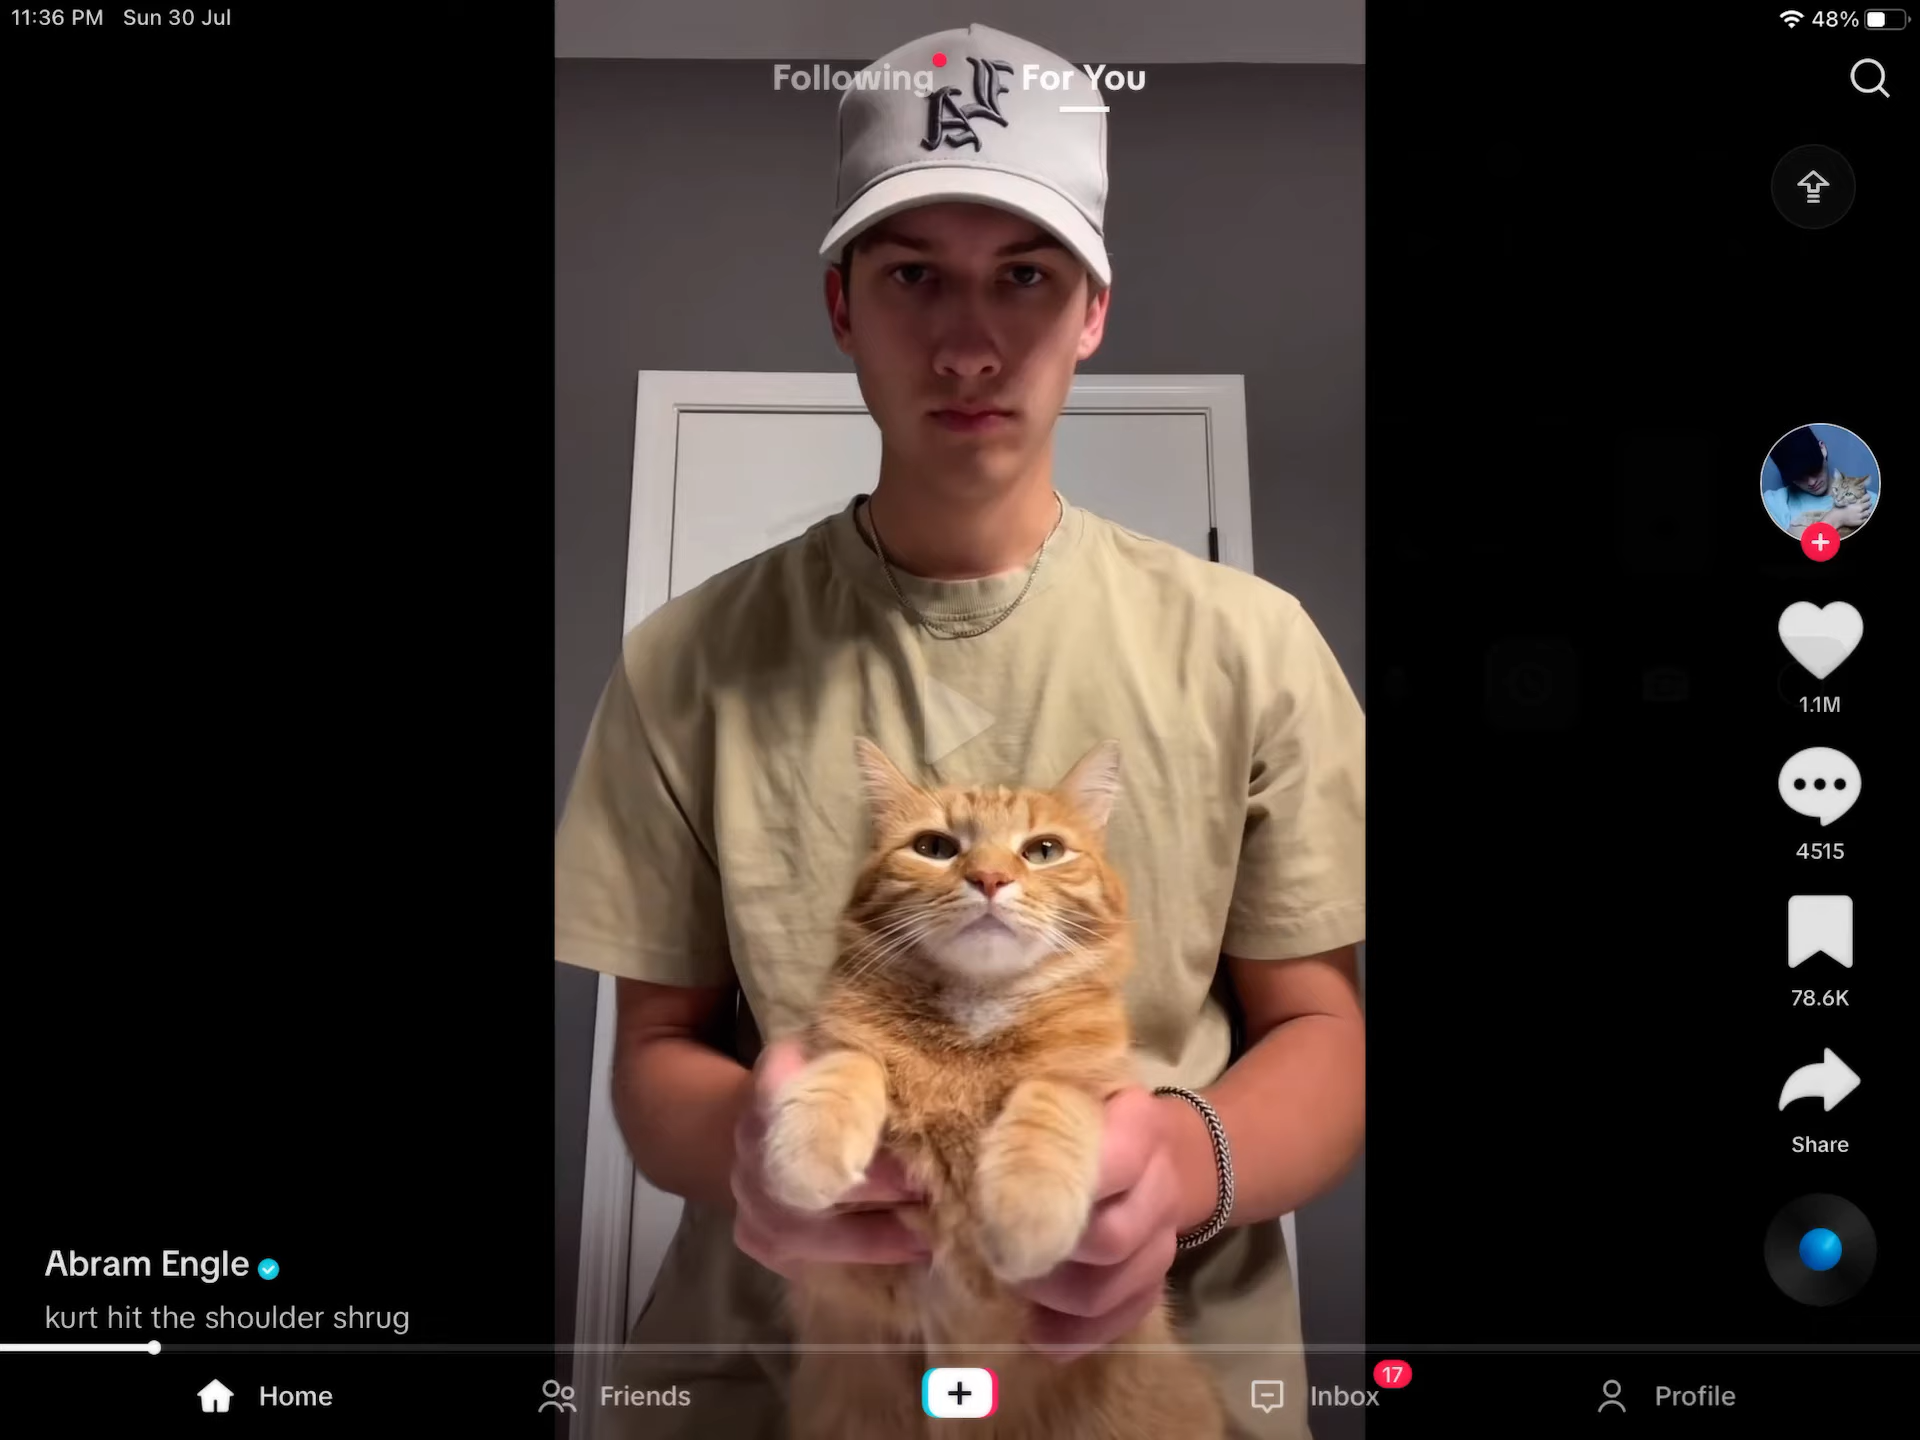 11:36 PM Sun 30 Jul
48%
Following
For You
AE
1.1M
4515
78.6K
Share
Abram Engle
kurt hit the shoulder shrug
Home
Friends
Inbox
17
Profile